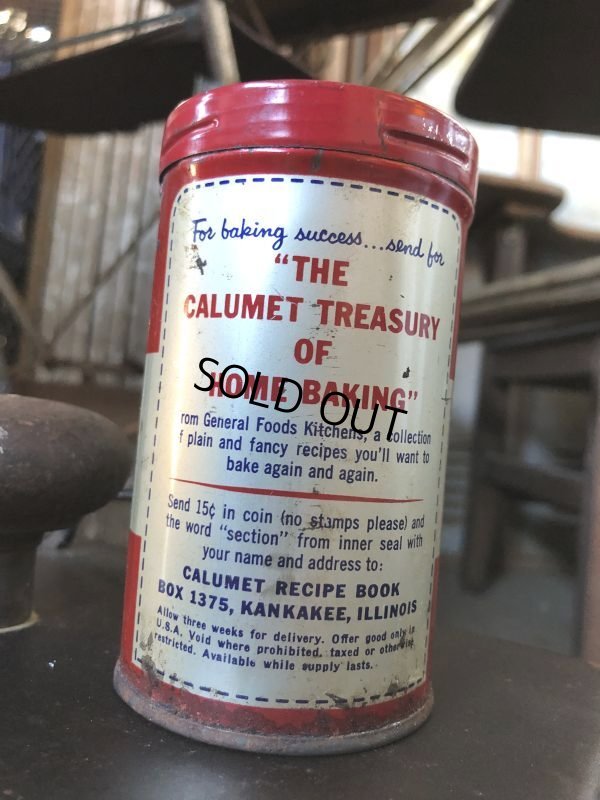 For baking success...send for
"THE
CALUMET TREASURY
OF
HOME BAKING"
SOLD OUT
rom General Foods Kitchens, a collection
f plain and fancy recipes you'll want to
bake again and again.
Send 15¢ in coin (no stamps please) and
the word "section" from inner seal with
your name and address to:
CALUMET RECIPE BOOK
BOX 1375, KANKAKEE, ILLINOIS
Allow three weeks for delivery. Offer good only in
U.S.A. Void where prohibited, taxed or otherwise
restricted. Available while supply lasts.